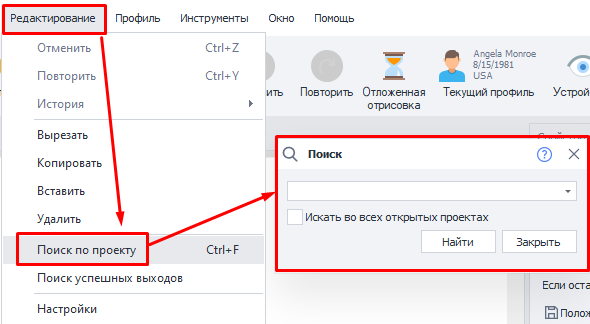 Редактирование Профиль Инструменты Окно Помощь
Отменить Ctrl+Z
Повторить Ctrl+Y
История
Вырезать
Копировать
Вставить
Удалить
Поиск по проекту Ctrl+F
Поиск успешных выходов
Настройки
Повторить
Отложенная
отрисовка
Angela Monroe
8/15/1981
USA
Текущий профиль
Поиск
?
Искать во всех открытых проектах
Найти Закрыть
Если оста
Полож